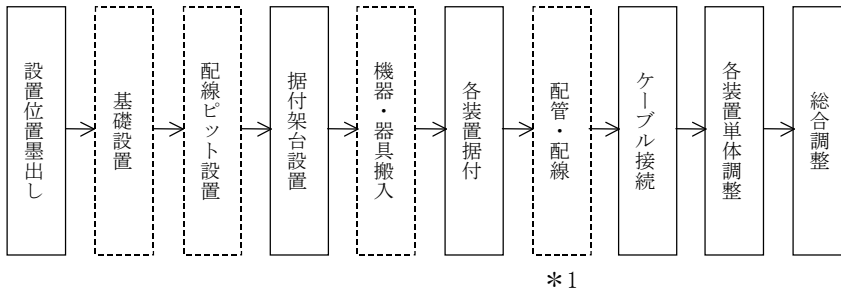 設置位置墨出し
基礎設置
配線ピット設置
据付架台設置
機器・器具搬入
各装置据付
配管・配線
ケーブル接続
各装置単体調整
総合調整
＊1